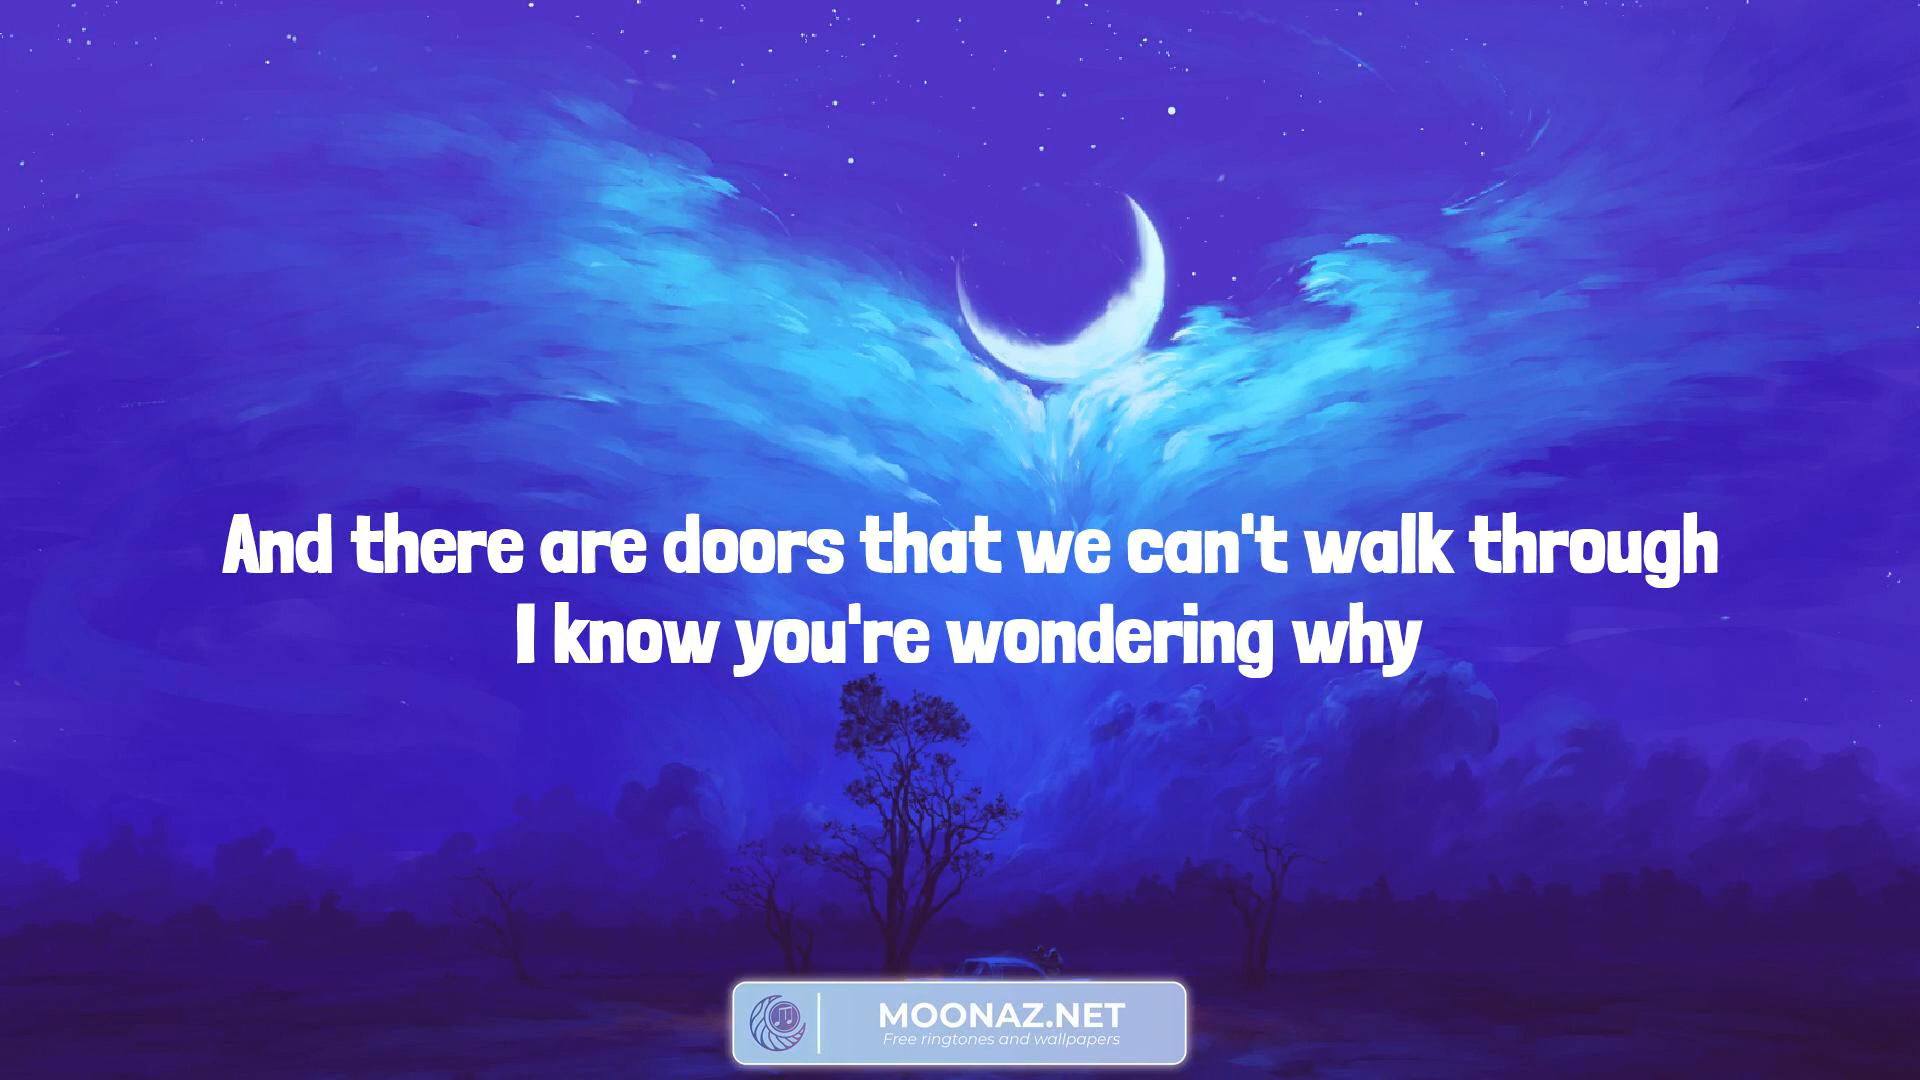 And there are doors that we can't walk through
I know you're wondering why
MOONAZ.NET
Free ringtones and wallpapers